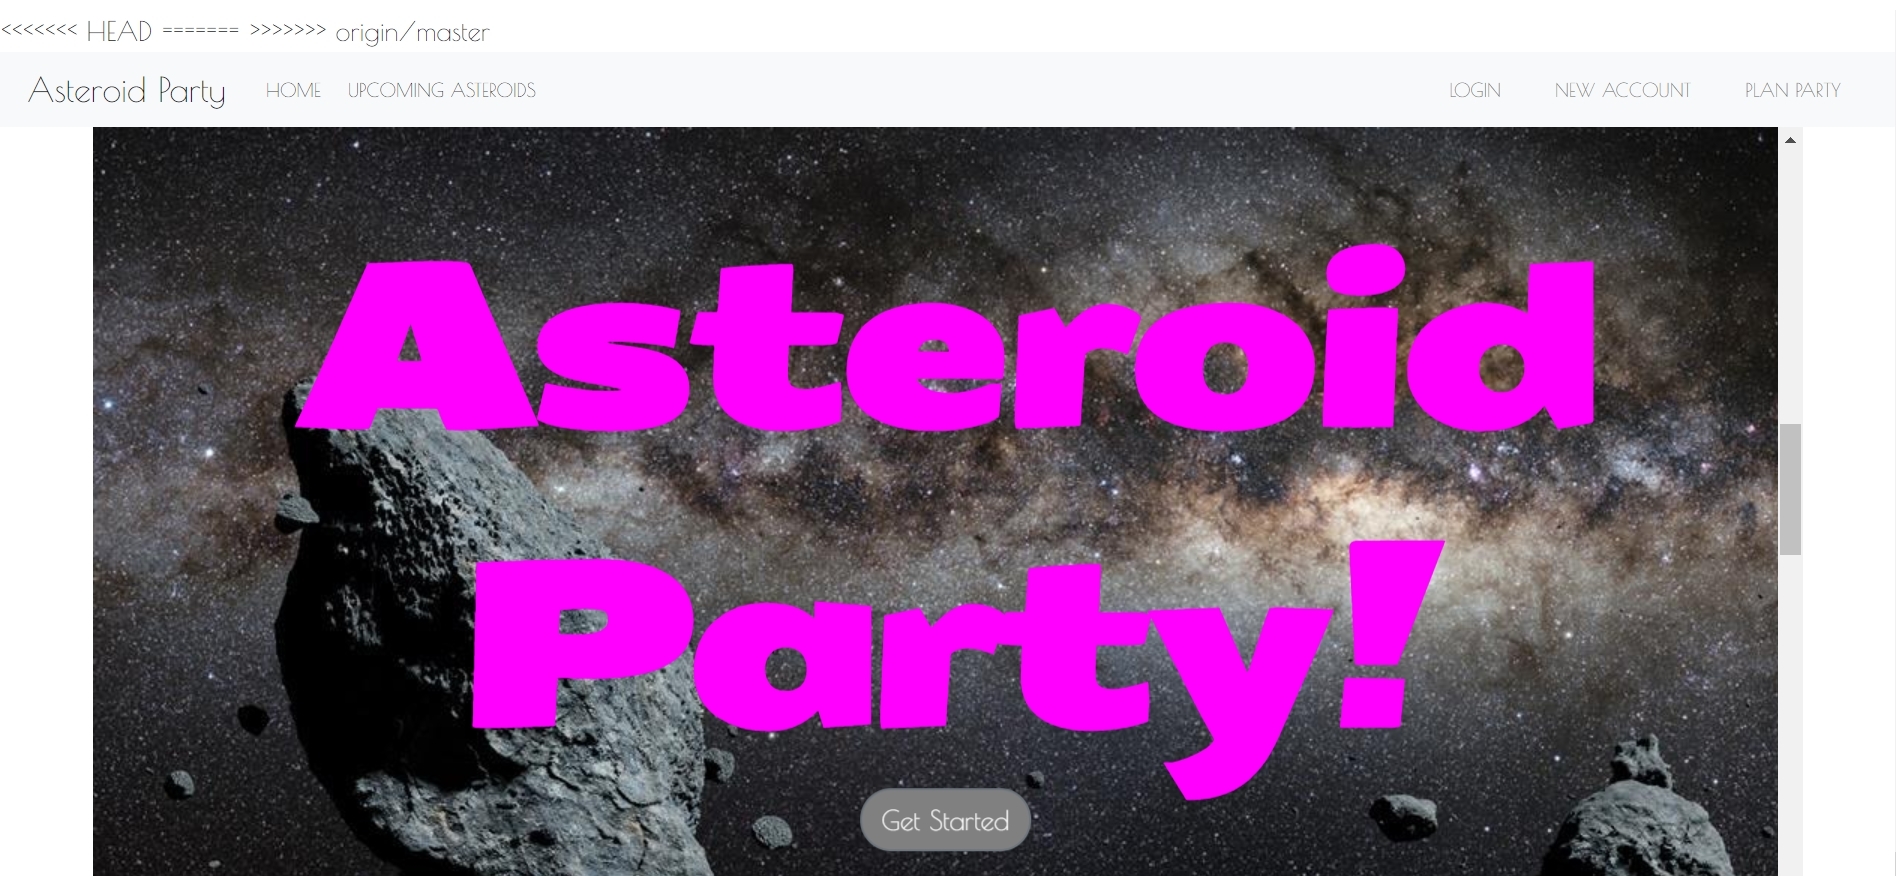 <<<<<<< HEAD ======= >>>>>>> origin/master
Asteroid Party HOME UPCOMING ASTEROIDS LOGIN NEW ACCOUNT PLAN PARTY
Asteroid
Party!
Get Started